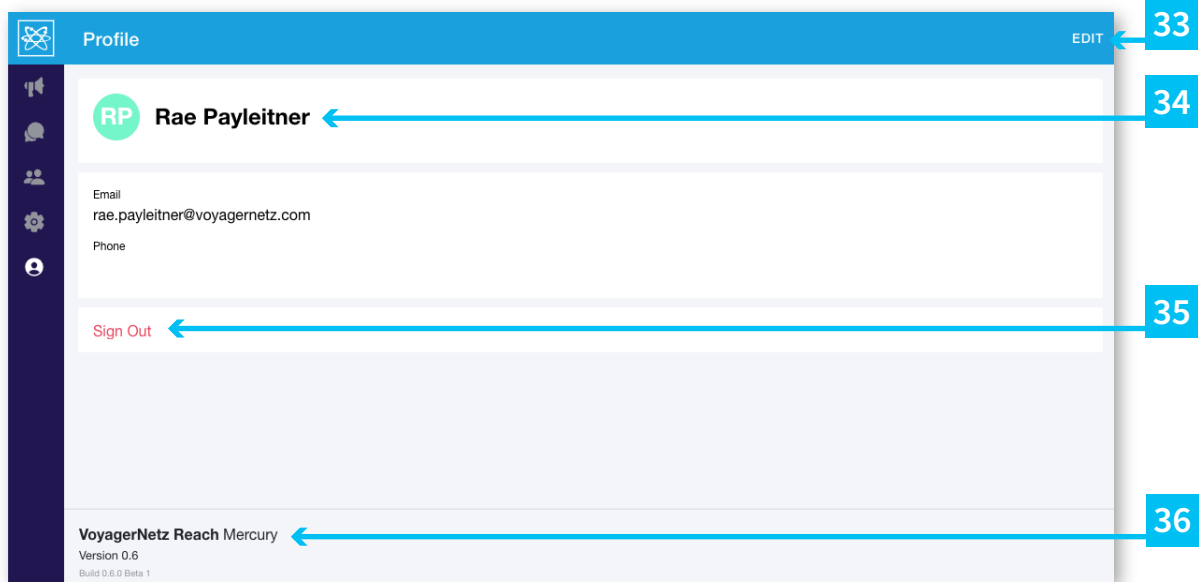 Profile
EDIT
33
RP
Rae Payleitner
34
Email
rae.payleitner@voyagernetz.com
Phone
Sign Out
35
VoyagerNetz Reach Mercury
36
Version 0.6
Build 0.6.0 Beta 1